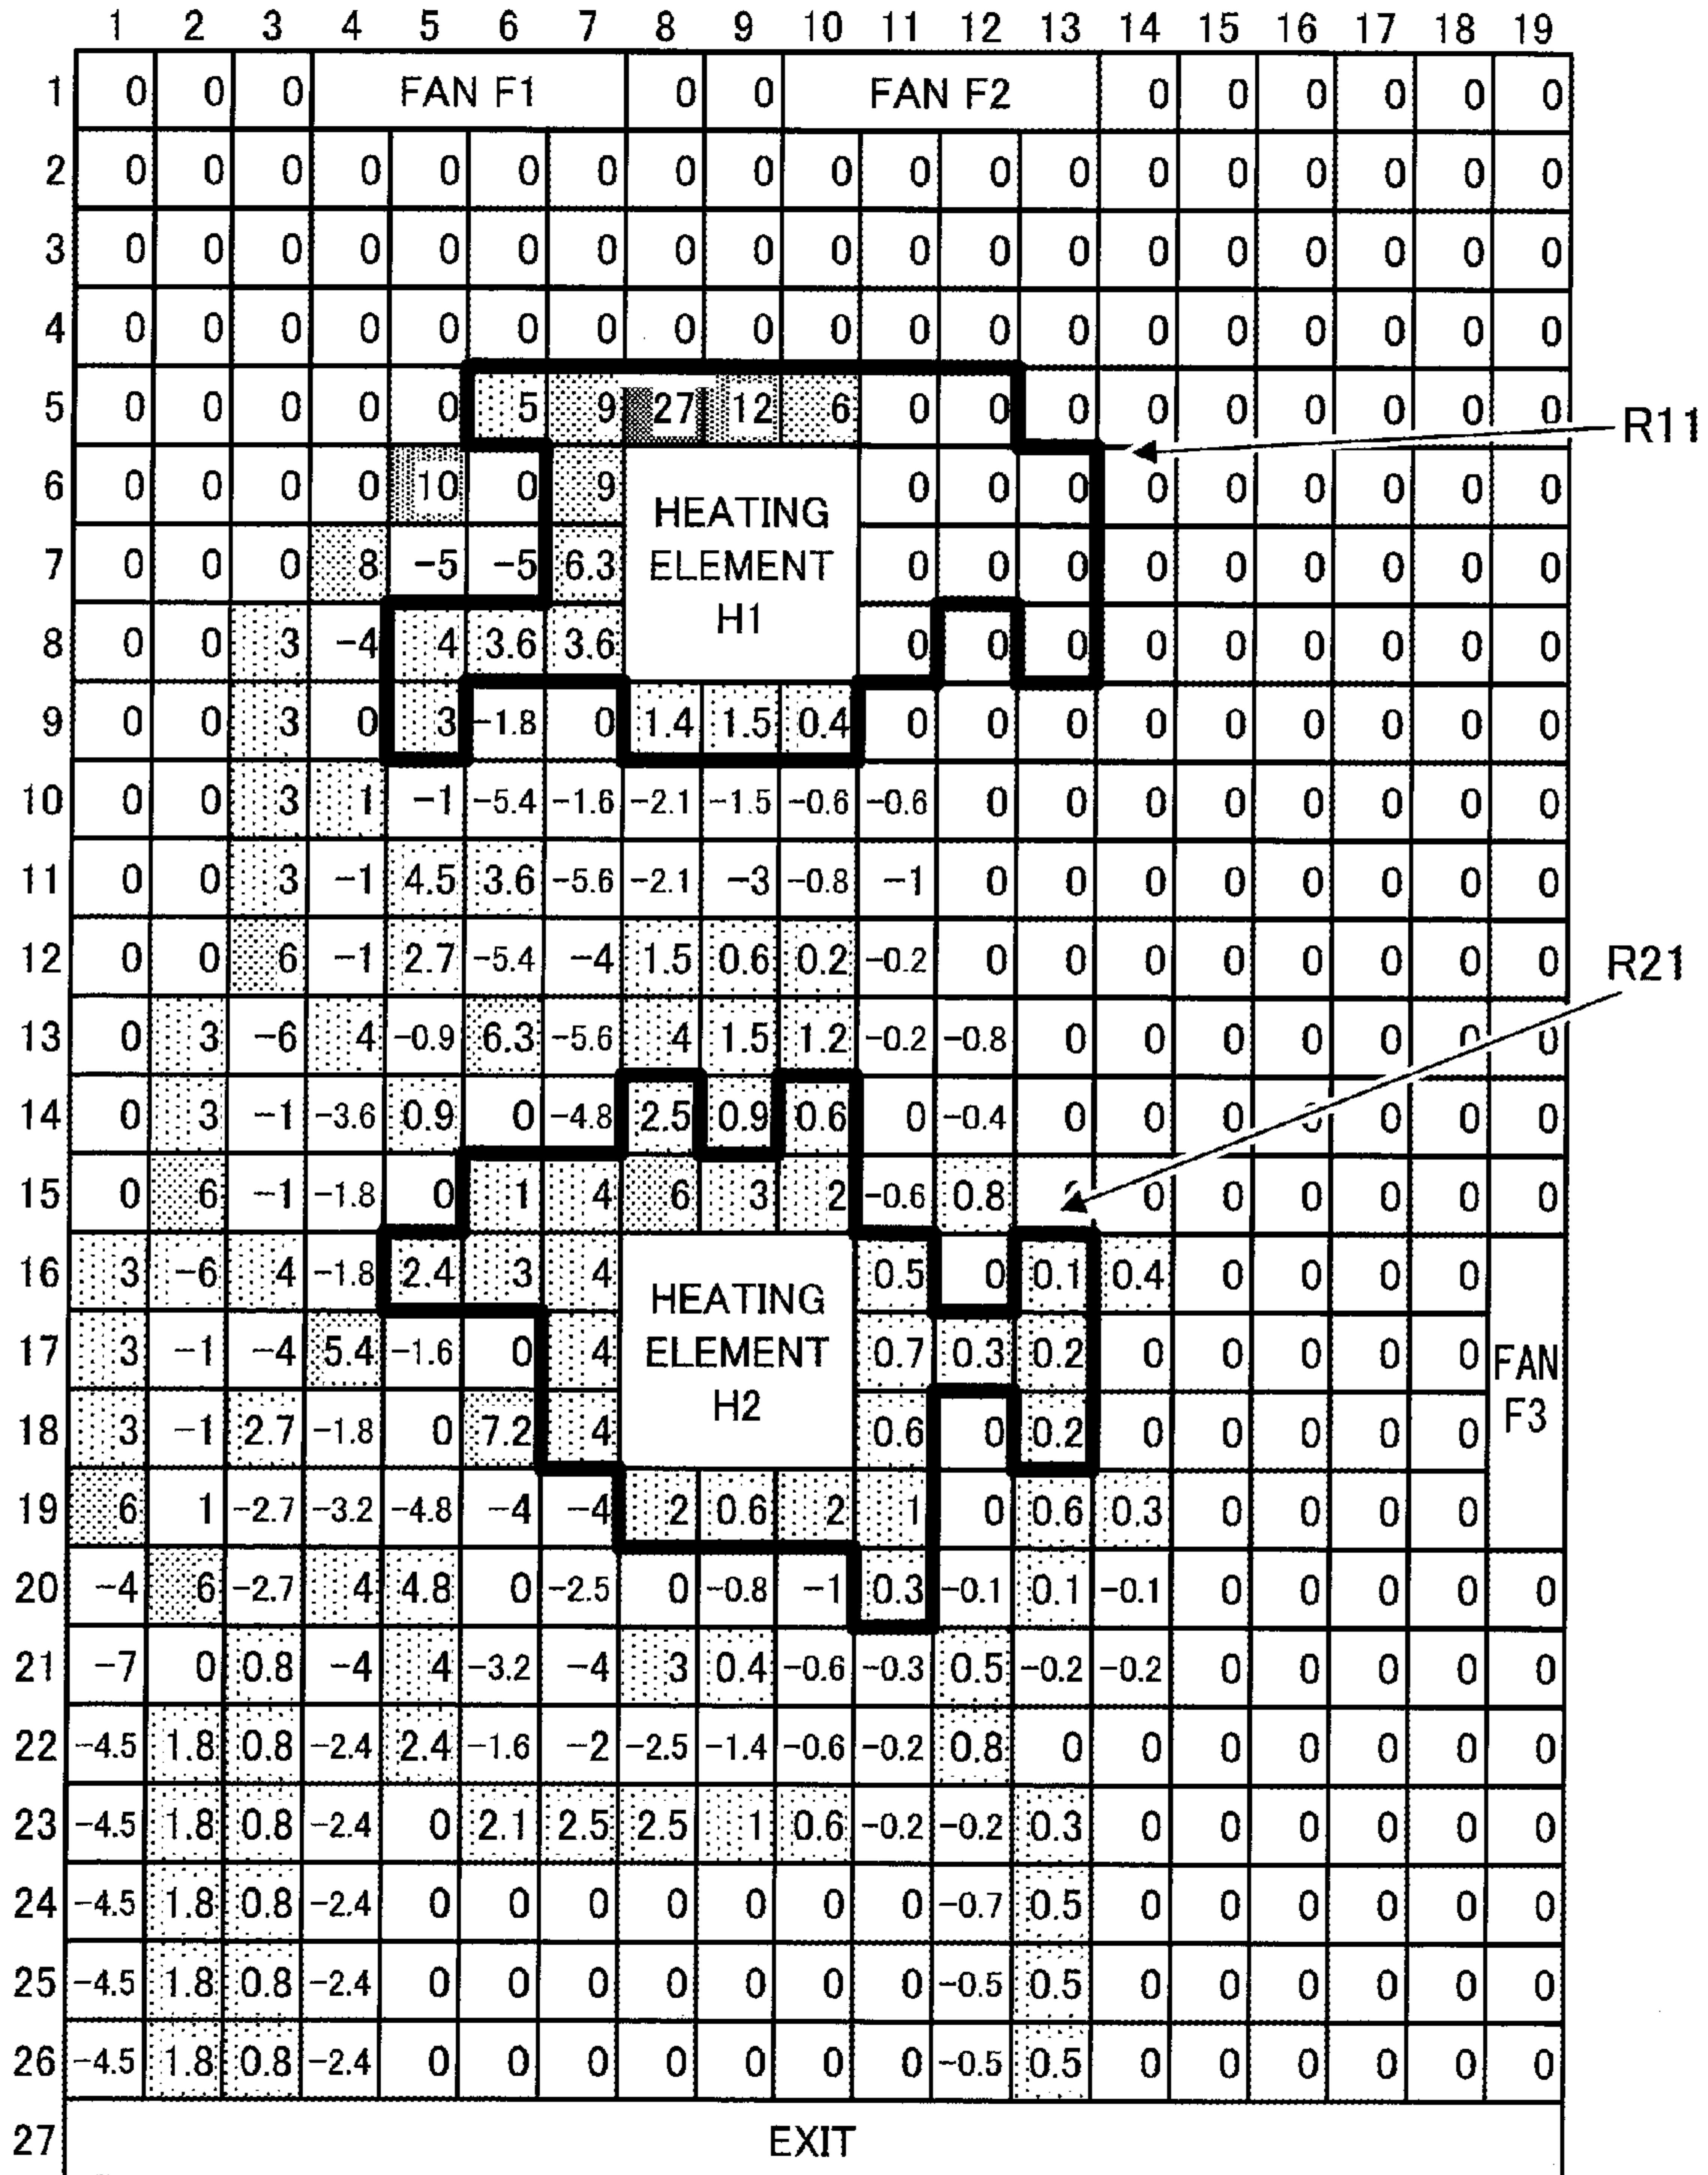 1 2 3 4 5 6 7 8 9 10 11 12 13 14 15 16 17 18 19
1 0 0 0 FAN F1 0 0 FAN F2 0 0 0 0 0 0
2 0 0 0 0 0 0 0 0 0 0 0 0 0 0 0 0 0 0 0
3 0 0 0 0 0 0 0 0 0 0 0 0 0 0 0 0 0 0 0
4 0 0 0 0 0 0 0 0 0 0 0 0 0 0 0 0 0 0 0
5 0 0 0 0 0 5 9 27 12 6 0 0 0 0 0 0 0 0 0
R11
6 0 0 0 0 10 0 9 0 0 0 0 0 0 0 0 0
HEATING
7 0 0 0 8 −5 −5 6.3 ELEMENT 0 0 0 0 0 0 0 0 0
H1
8 0 0 3 −4 4 3.6 3.6 0 0 0 0 0 0 0 0 0
9 0 0 3 0 3 −1.8 0 1.4 1.5 0.4 0 0 0 0 0 0 0 0 0
10 0 0 3 1 −1 −5.4 −1.6 −2.1 −1.5 −0.6 −0.6 0 0 0 0 0 0 0 0
11 0 0 3 −1 4.5 3.6 −5.6 −2.1 −3 −0.8 −1 0 0 0 0 0 0 0 0
12 0 0 6 −1 2.7 −5.4 −4 1.5 0.6 0.2 −0.2 0 0 0 0 0 0 0 0
R21
13 0 3 −6 4 −0.9 6.3 −5.6 4 1.5 1.2 −0.2 −0.8 0 0 0 0 0 0 0
14 0 3 −1 −3.6 0.9 0 −4.8 2.5 0.9 0.6 0 −0.4 0 0 0 0 0 0 0
15 0 6 −1 −1.8 0 1 4 6 3 2 −0.6 0.8 0 0 0 0 0 0
16 3 −6 4 −1.8 2.4 3 4 0.5 0 0.1 0.4 0 0 0 0
HEATING
17 3 −1 −4 5.4 −1.6 0 4 ELEMENT 0.7 0.3 0.2 0 0 0 0 0 FAN
H2
F3
18 3 −1 2.7 −1.8 0 7.2 4 0.6 0 0.2 0 0 0 0 0
19 6 1 −2.7 −3.2 −4.8 −4 −4 2 0.6 2 1 0 0.6 0.3 0 0 0 0
20 −4 6 −2.7 4 4.8 0 −2.5 0 −0.8 −1 0.3 −0.1 0.1 −0.1 0 0 0 0 0
21 −7 0 0.8 −4 4 −3.2 −4 3 0.4 −0.6 −0.3 0.5 −0.2 −0.2 0 0 0 0 0
22 −4.5 1.8 0.8 −2.4 2.4 −1.6 −2 −2.5 −1.4 −0.6 −0.2 0.8 0 0 0 0 0 0 0
23 −4.5 1.8 0.8 −2.4 0 2.1 2.5 2.5 1 0.6 −0.2 −0.2 0.3 0 0 0 0 0 0
24 −4.5 1.8 0.8 −2.4 0 0 0 0 0 0 0 −0.7 0.5 0 0 0 0 0 0
25 −4.5 1.8 0.8 −2.4 0 0 0 0 0 0 0 −0.5 0.5 0 0 0 0 0 0
26 −4.5 1.8 0.8 −2.4 0 0 0 0 0 0 0 −0.5 0.5 0 0 0 0 0 0
27 EXIT